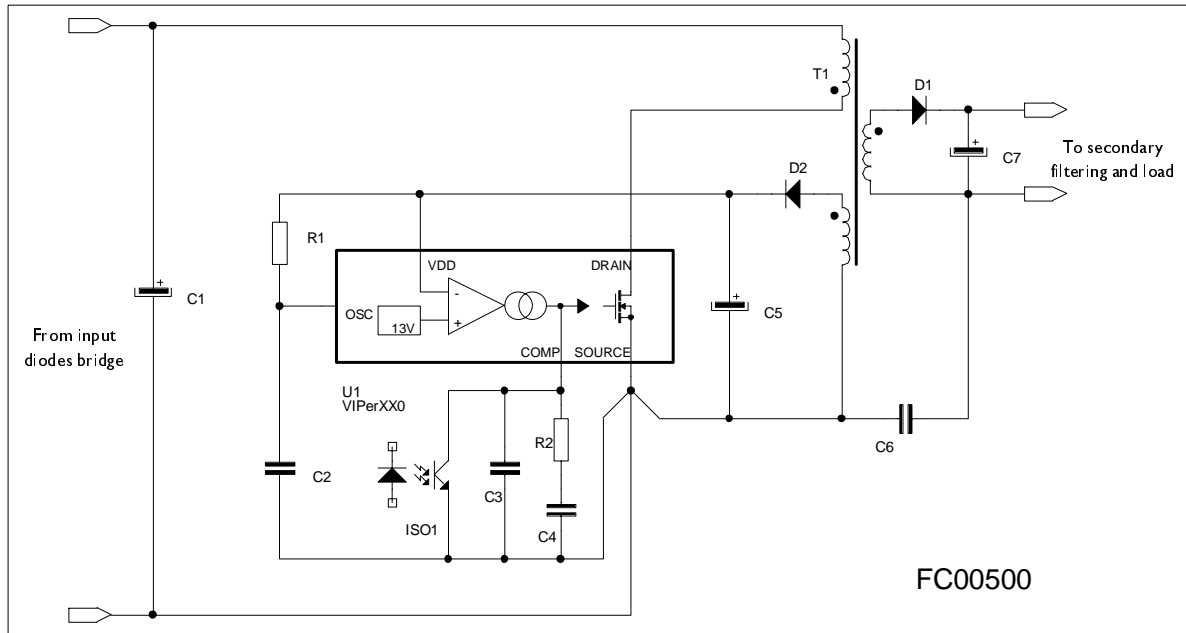 T1
D1
To secondary
filtering and load
C7
D2
R1
VDD
DRAIN
C1
OSC
-
+
13V
C5
From input
diodes bridge
COMP
SOURCE
U1
VIPerXX0
R2
C6
C2
C3
ISO1
C4
FC00500